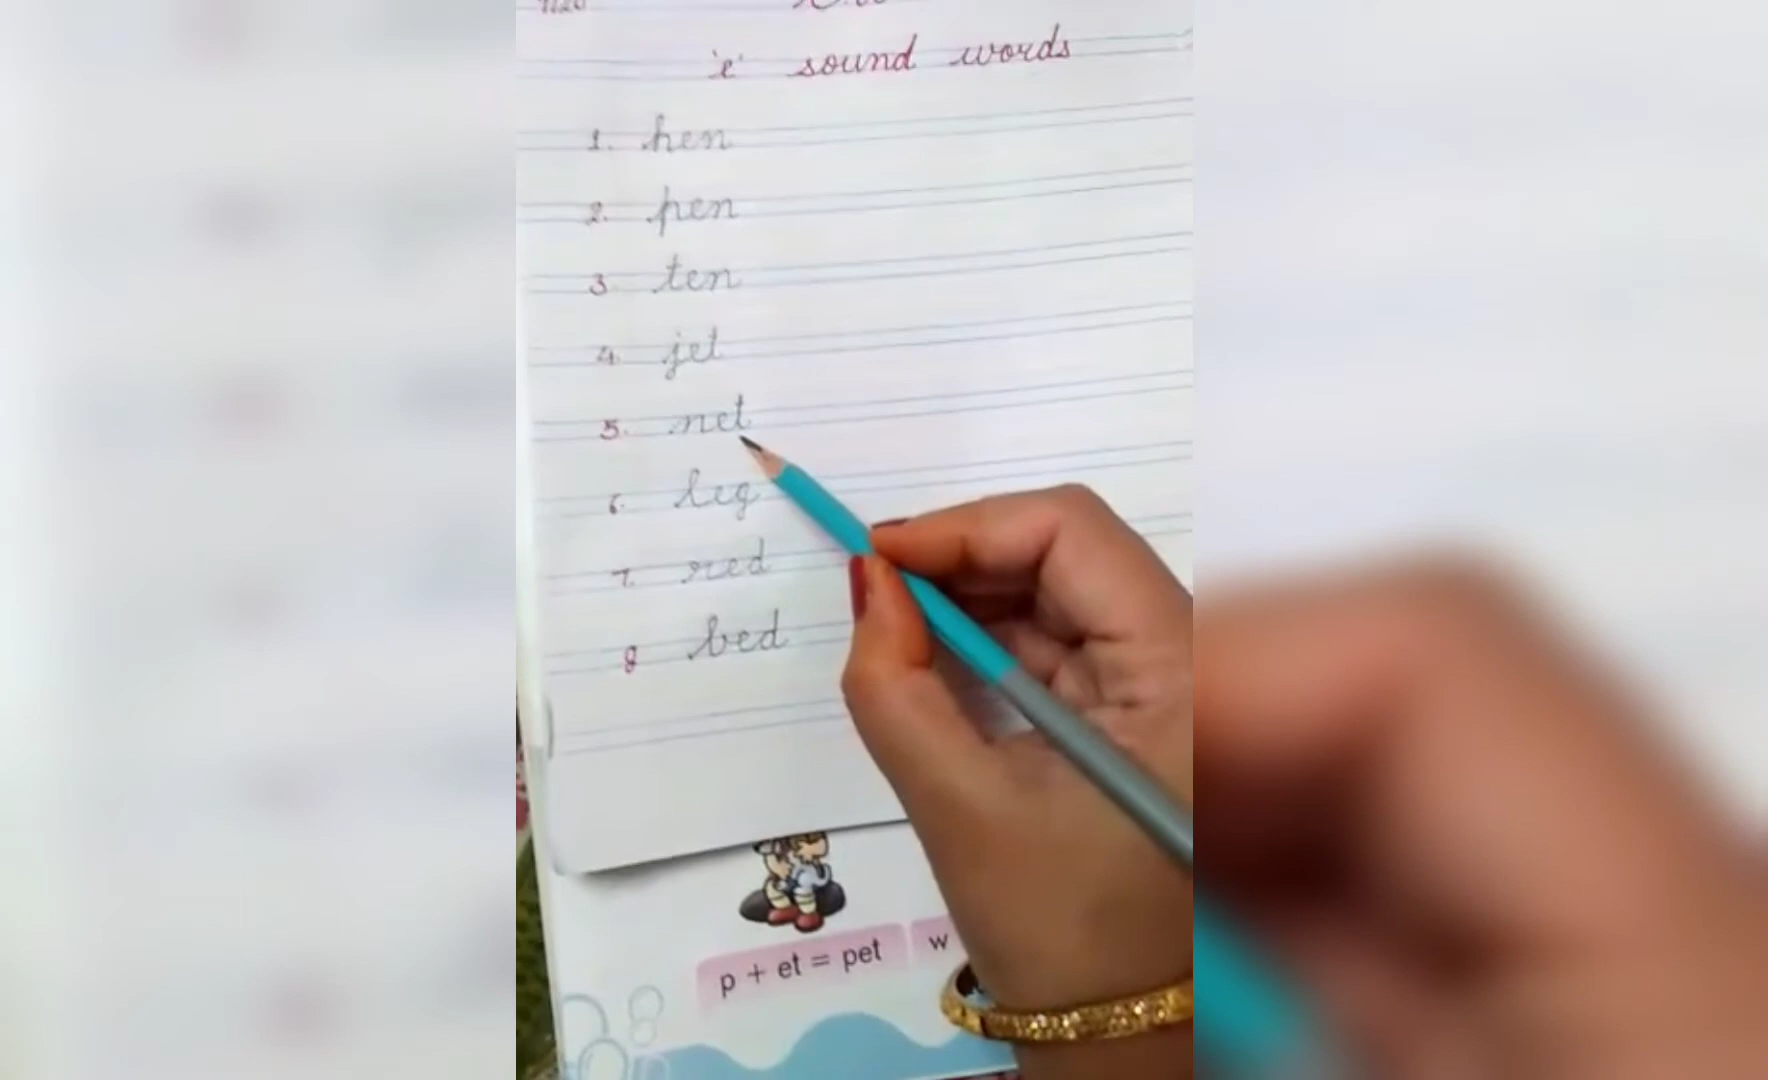 'e' sound words
1. hen
2. pen
3. ten
4. jet
5. net
6. leg
7. red
8 bed
p + et = pet w